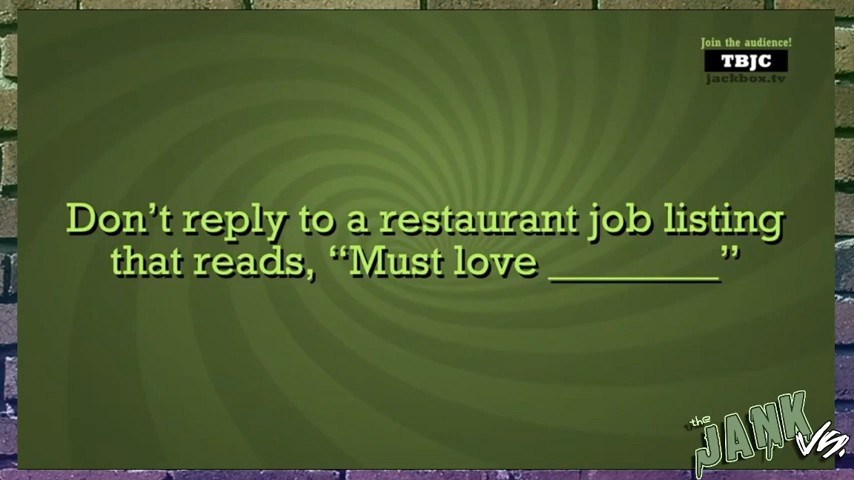 Join the audience!
TBJC
jackbox.tv
Don't reply to a restaurant job listing
that reads, “Must love ________”
the
JANK
VS.